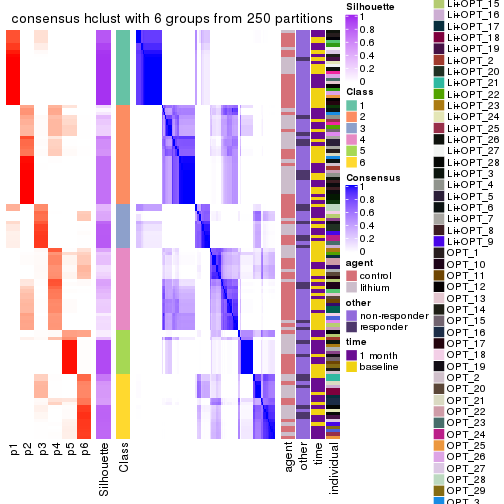 consensus hclust with 6 groups from 250 partitions
p1
p2
p3
p4
p5
p6
Silhouette
Class
agent
other
time
individual
Silhouette
1
0.8
0.6
0.4
0.2
0
Class
1
2
3
4
5
6
Consensus
1
0.8
0.6
0.4
0.2
0
agent
control
lithium
other
non-responder
responder
time
1 month
baseline
Li+OPT_15
Li+OPT_16
Li+OPT_17
Li+OPT_18
Li+OPT_19
Li+OPT_2
Li+OPT_20
Li+OPT_21
Li+OPT_22
Li+OPT_23
Li+OPT_24
Li+OPT_25
Li+OPT_26
Li+OPT_27
Li+OPT_28
Li+OPT_3
Li+OPT_4
Li+OPT_5
Li+OPT_6
Li+OPT_7
Li+OPT_8
Li+OPT_9
OPT_1
OPT_10
OPT_11
OPT_12
OPT_13
OPT_14
OPT_15
OPT_16
OPT_17
OPT_18
OPT_19
OPT_2
OPT_20
OPT_21
OPT_22
OPT_23
OPT_24
OPT_25
OPT_26
OPT_27
OPT_28
OPT_29
OPT_3